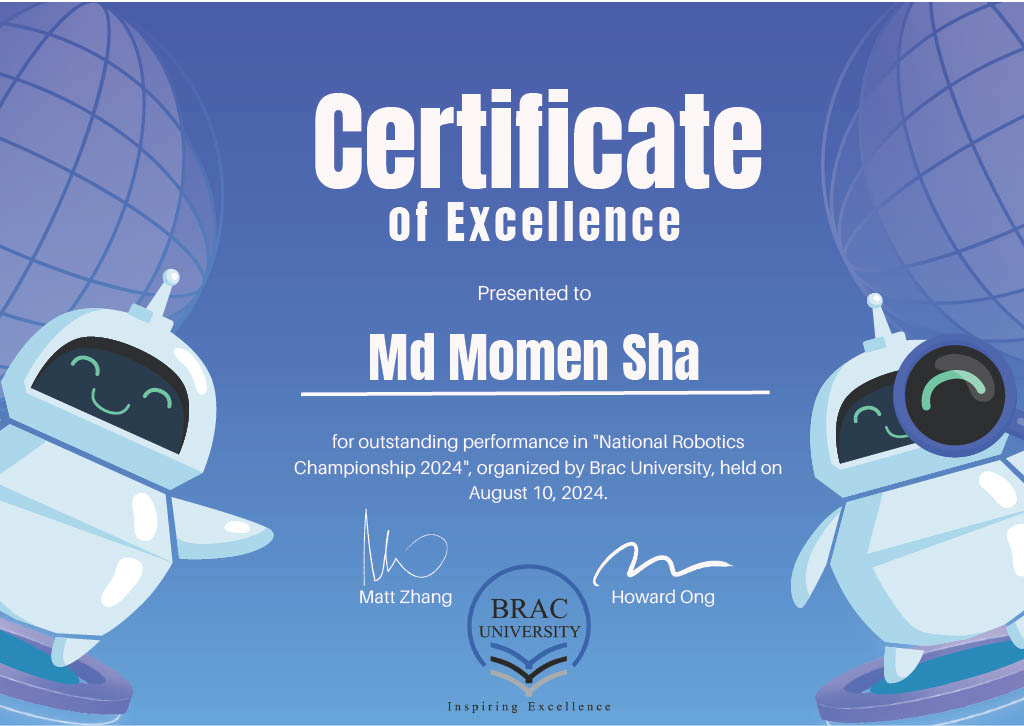 Certificate
of Excellence
Presented to
Md Momen Sha
for outstanding performance in "National Robotics
Championship 2024", organized by Brac University, held on
August 10, 2024.
Matt Zhang
Howard Ong
BRAC
UNIVERSITY
Inspiring Excellence